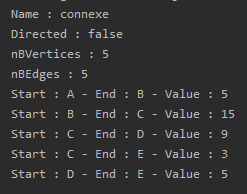 Name : connexe
Directed : false
nBVertices : 5
nBEdges : 5
Start : A - End : B - Value : 5
Start : B - End : C - Value : 15
Start : C - End : D - Value : 9
Start : C - End : E - Value : 3
Start : D - End : E - Value : 5